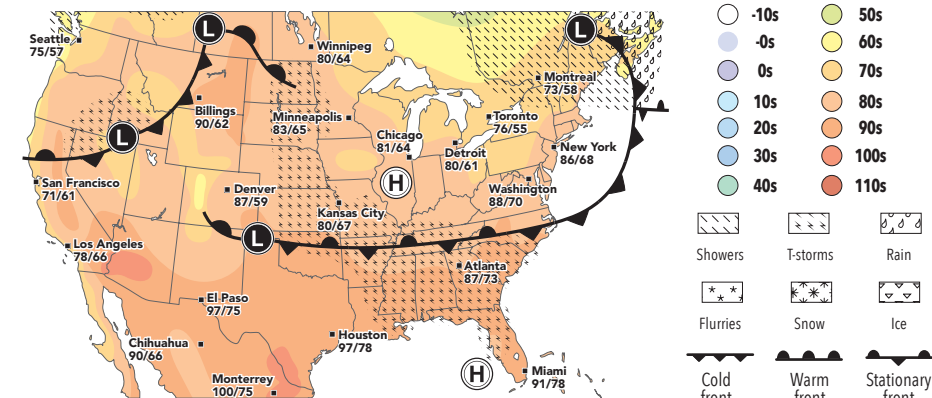 Seattle
75/57
L
Winnipeg
80/64
L
Montreal
73/58
Billings
90/62
Minneapolis
83/65
Toronto
76/55
L
Chicago
81/64
Detroit
80/61
New York
86/68
San Francisco
71/61
Denver
87/59
H
Washington
88/70
Kansas City
80/67
L
Los Angeles
78/66
Atlanta
87/73
El Paso
97/75
Chihuahua
90/66
Houston
97/78
H
Miami
91/78
Monterrey
100/75
-10s
50s
-0s
60s
0s
70s
10s
80s
20s
90s
30s
100s
40s
110s
Showers
T-storms
Rain
Flurries
Snow
Ice
Cold
front
Warm
front
Stationary
front